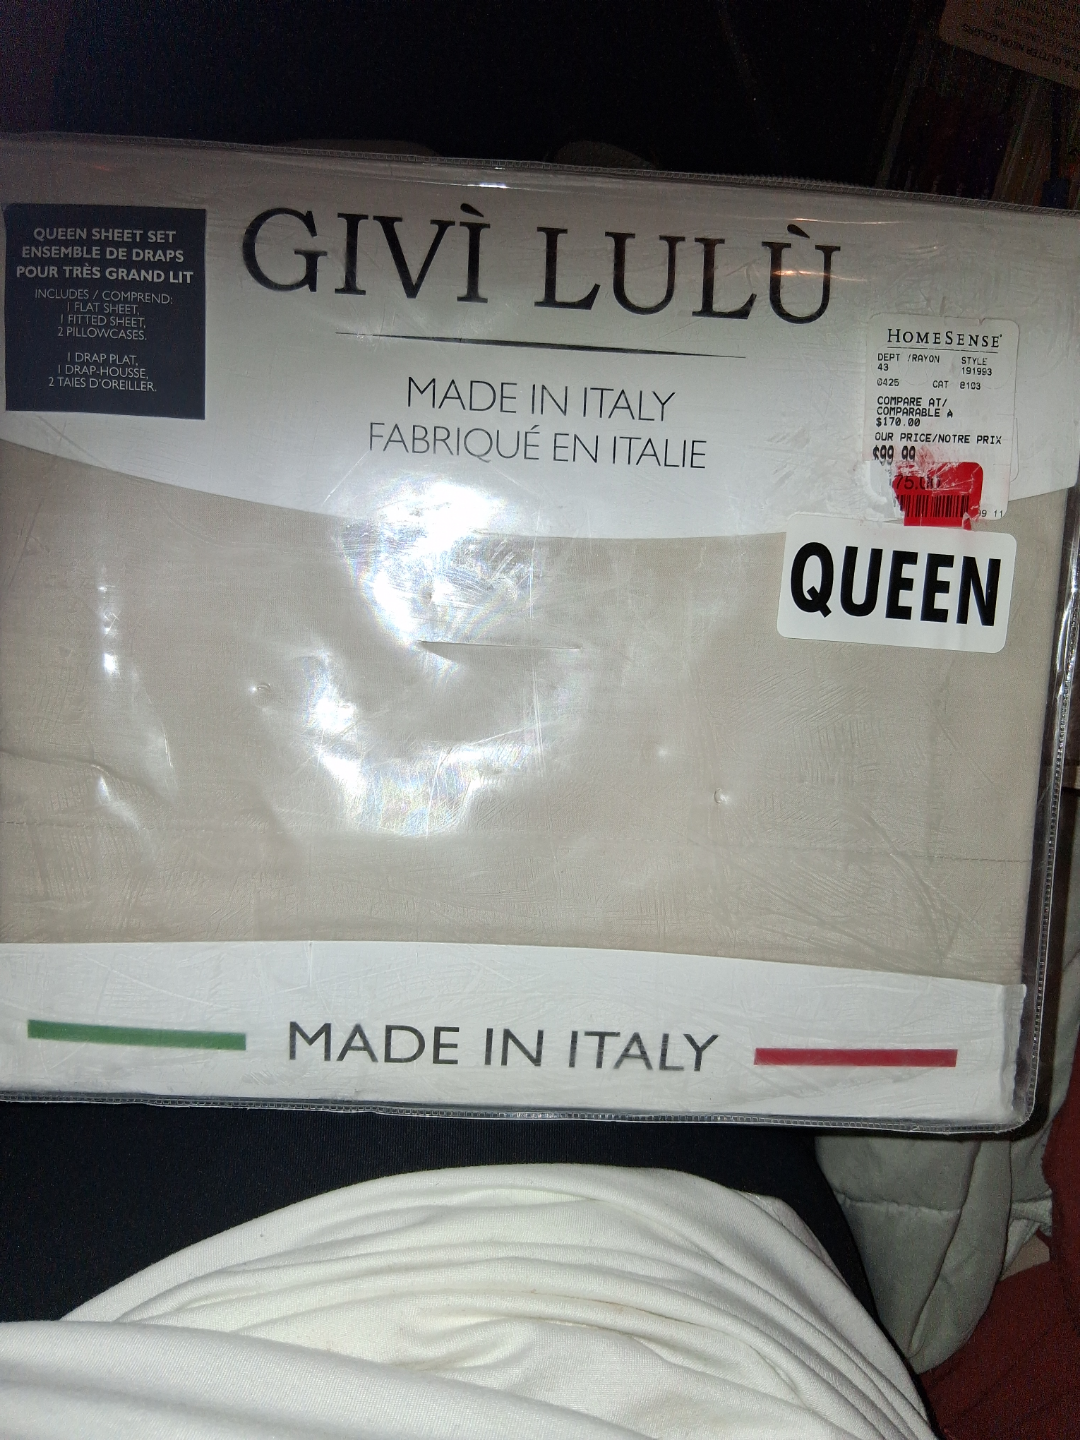 QUEEN SHEET SET
ENSEMBLE DE DRAPS
POUR TRÈS GRAND LIT
INCLUDES / COMPREND:
1 FLAT SHEET,
1 FITTED SHEET,
2 PILLOWCASES.
1 DRAP PLAT,
1 DRAP-HOUSSE,
2 TAIES D'OREILLER.
GIVÌ LULÙ
MADE IN ITALY
FABRIQUÉ EN ITALIE
HOMESENSE
DEPT /RAYON STYLE
43 191993
0425 CAT 0103
COMPARE AT/
COMPARABLE À
$170.00
OUR PRICE/NOTRE PRIX
$99.99
QUEEN
MADE IN ITALY